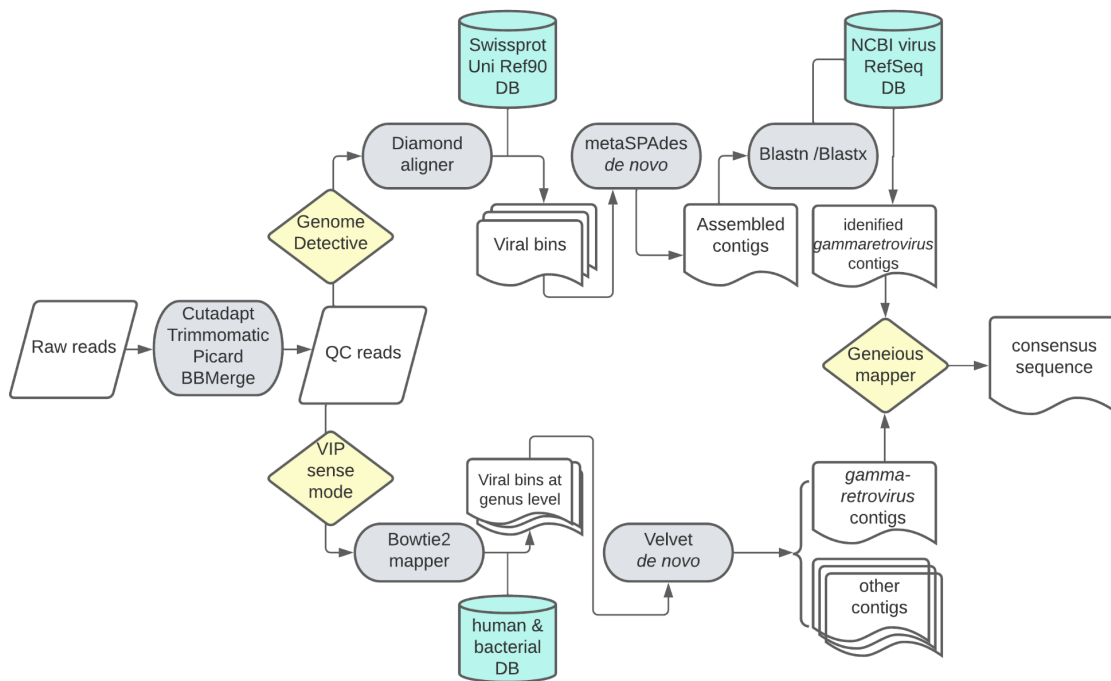 Swissprot
Uni Ref90
DB
NCBI virus
RefSeq
DB
Diamond
aligner
metaSPAdes
de novo
Blastn /Blastx
Genome
Detective
Viral bins
Assembled
contigs
idenified
gammaretrovirus
contigs
Raw reads
Cutadapt
Trimmomatic
Picard
BBMerge
QC reads
Geneious
mapper
consensus
sequence
VIP
sense
mode
Viral bins at
genus level
gamma-
retrovirus
contigs
Bowtie2
mapper
Velvet
de novo
other
contigs
human &
bacterial
DB